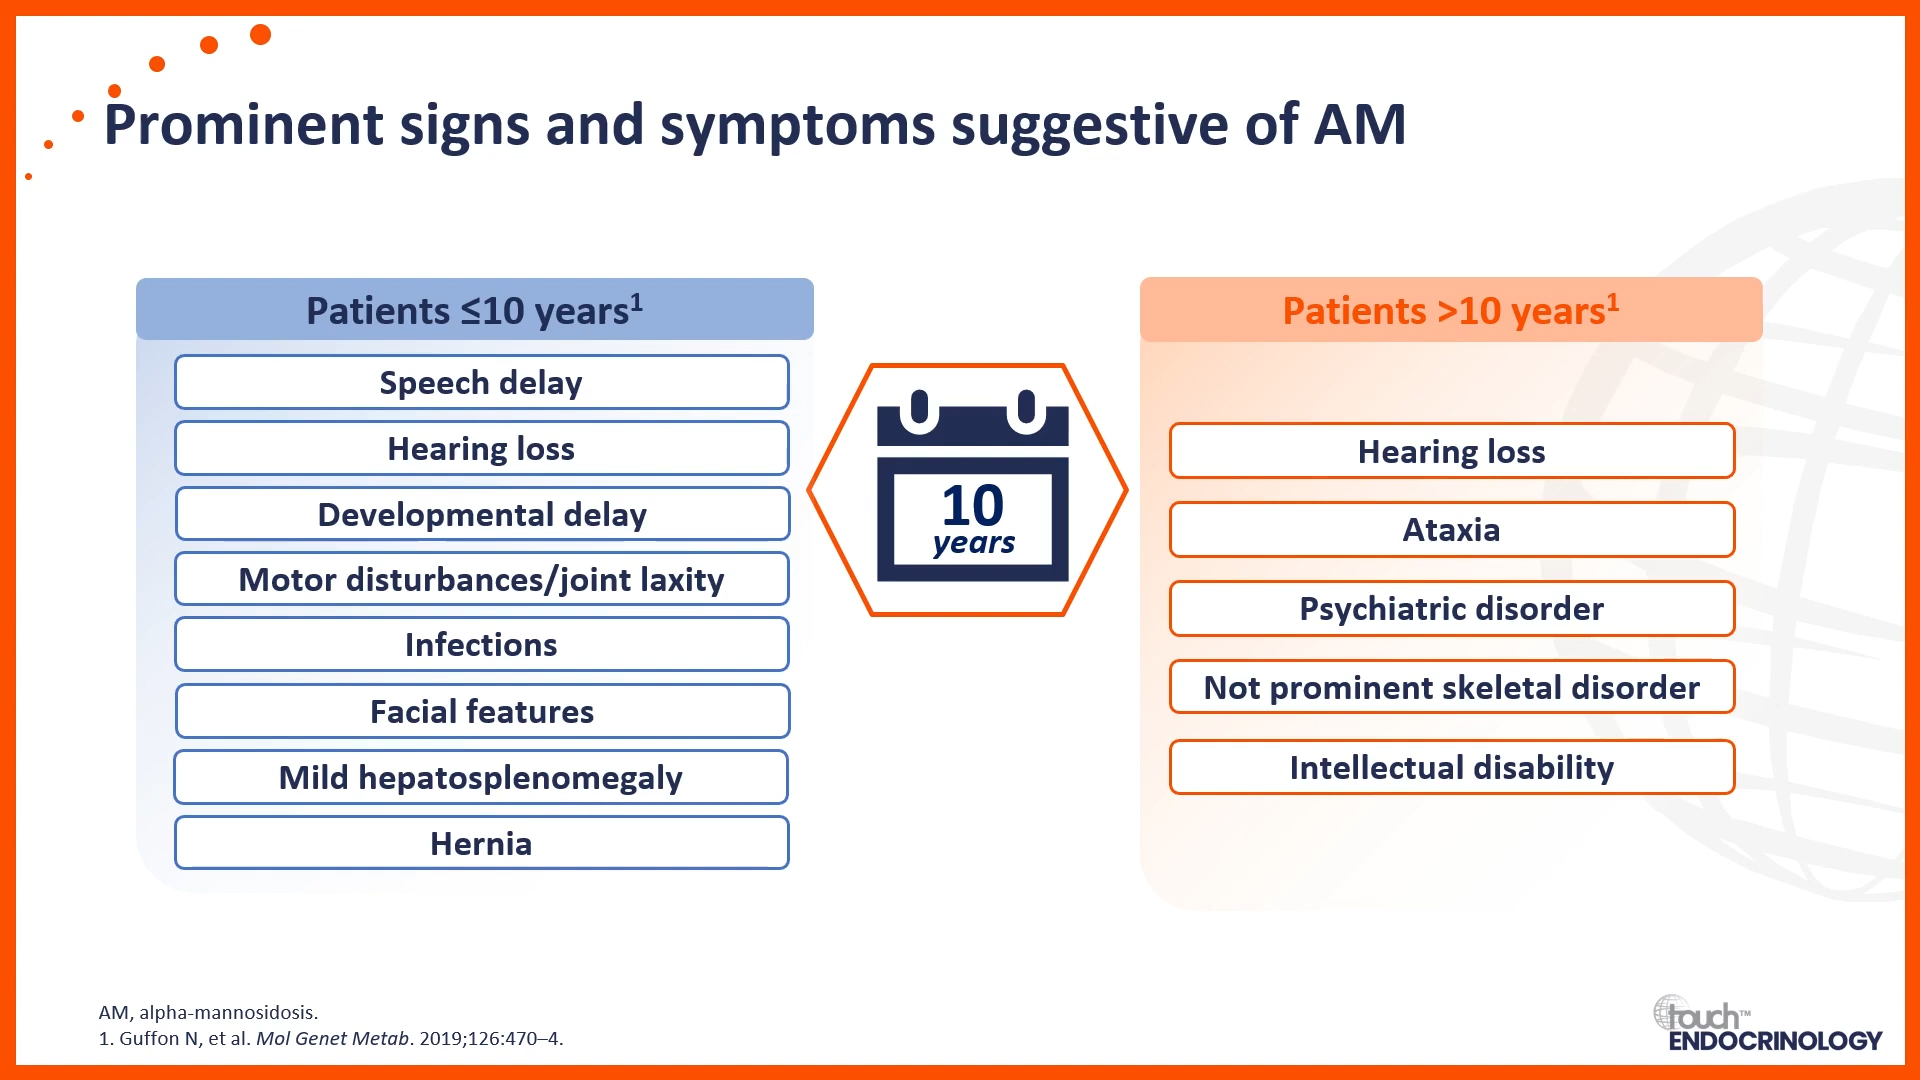 Prominent signs and symptoms suggestive of AM
Patients ≤10 years¹
Speech delay
Hearing loss
Developmental delay
Motor disturbances/joint laxity
Infections
Facial features
Mild hepatosplenomegaly
Hernia
10
years
Patients >10 years¹
Hearing loss
Ataxia
Psychiatric disorder
Not prominent skeletal disorder
Intellectual disability
AM, alpha-mannosidosis.
1. Guffon N, et al. Mol Genet Metab. 2019;126:470–4.
touch™
ENDOCRINOLOGY